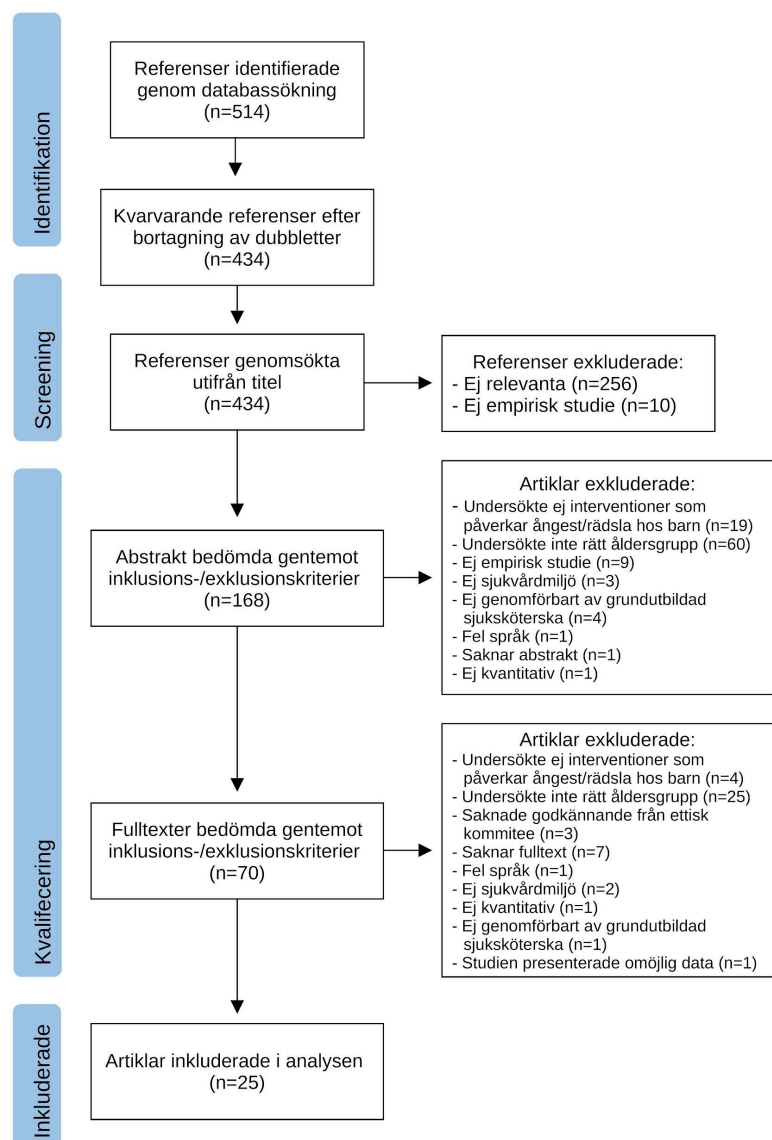 Identifikation
Referenser identifierade
genom databassökning
(n=514)
Kvarvarande referenser efter
bortagning av dubbletter
(n=434)
Screening
Referenser genomsökta
utifrån titel
(n=434)
Referenser exkluderade:
- Ej relevanta (n=256)
- Ej empirisk studie (n=10)
Kvalifecering
Abstrakt bedömda gentemot
inklusions-/exklusionskriterier
(n=168)
Artiklar exkluderade:
- Undersökte ej interventioner som
påverkar ångest/rädsla hos barn (n=19)
- Undersökte inte rätt åldersgrupp (n=60)
- Ej empirisk studie (n=9)
- Ej sjukvårdmiljö (n=3)
- Ej genomförbart av grundutbildad
sjuksköterska (n=4)
- Fel språk (n=1)
- Saknar abstrakt (n=1)
- Ej kvantitativ (n=1)
Fulltexter bedömda gentemot
inklusions-/exklusionskriterier
(n=70)
Artiklar exkluderade:
- Undersökte ej interventioner som
påverkar ångest/rädsla hos barn (n=4)
- Undersökte inte rätt åldersgrupp (n=25)
- Saknade godkännande från ettisk
kommitee (n=3)
- Saknar fulltext (n=7)
- Fel språk (n=1)
- Ej sjukvårdmiljö (n=2)
- Ej kvantitativ (n=1)
- Ej genomförbart av grundutbildad
sjuksköterska (n=1)
- Studien presenterade omöjlig data (n=1)
Inkluderade
Artiklar inkluderade i analysen
(n=25)